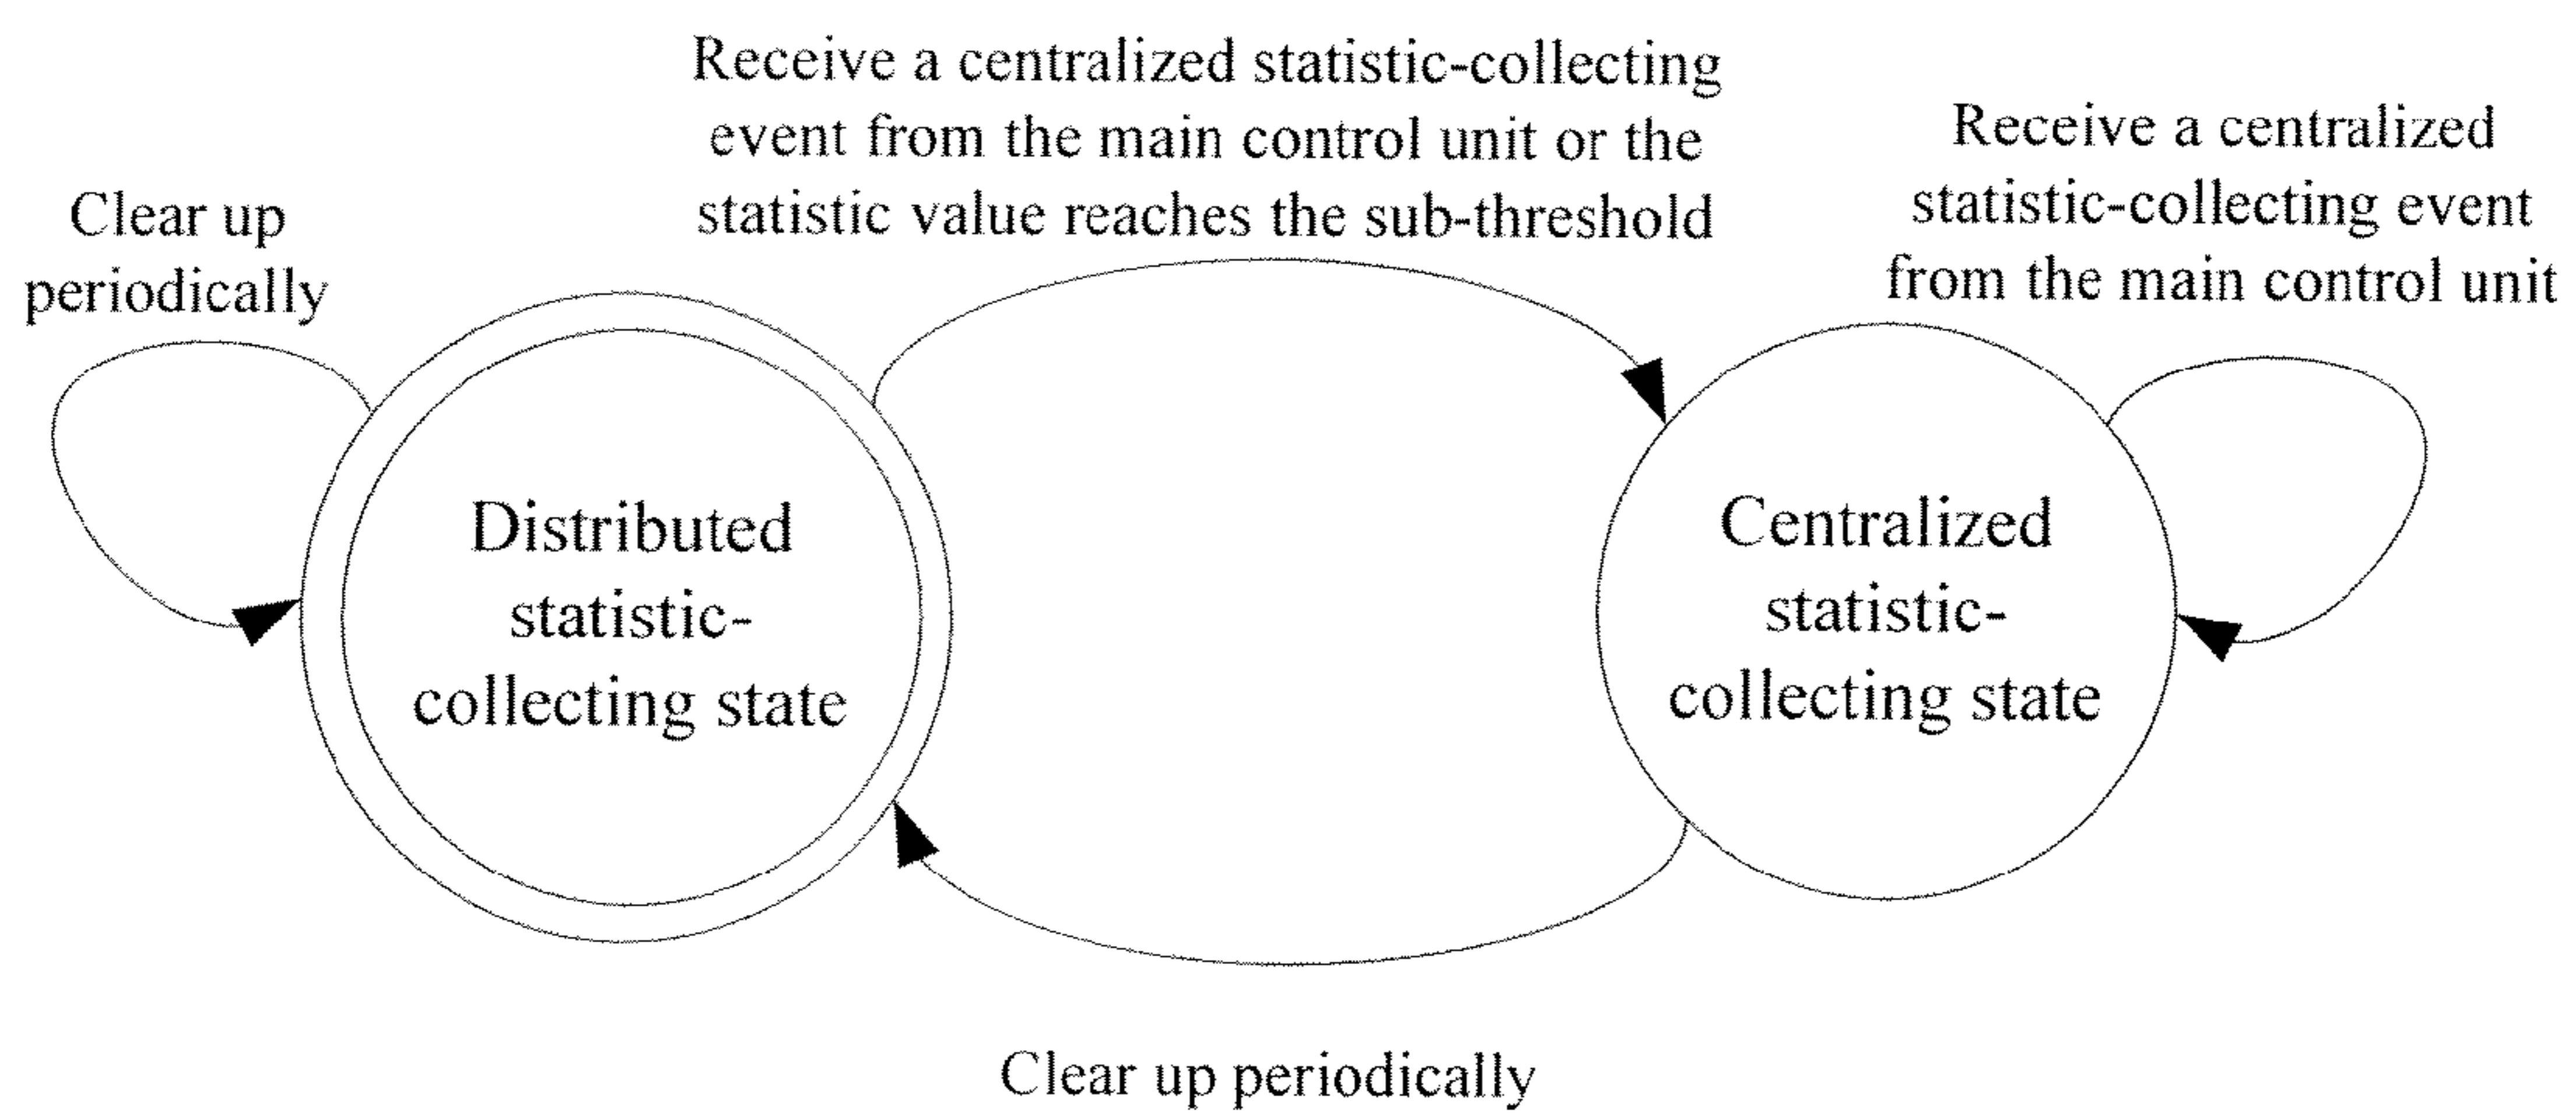 Receive a centralized statistic-collecting
event from the main control unit or the
statistic value reaches the sub-threshold
Receive a centralized
statistic-collecting event
from the main control unit
Clear up
periodically
Distributed
statistic-
collecting state
Centralized
statistic-
collecting state
Clear up periodically